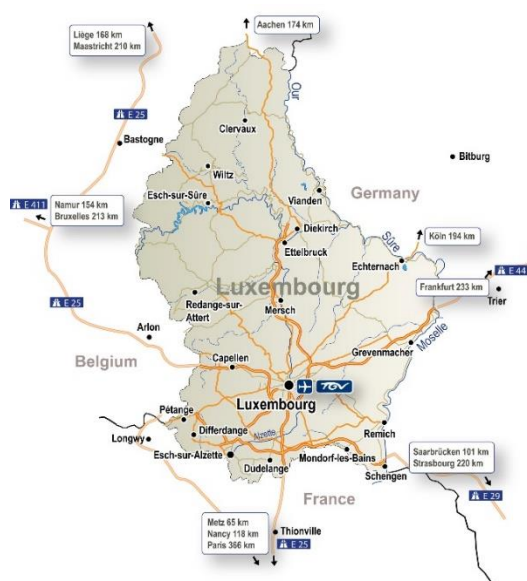 Liège 168 km
Maastricht 210 km
Aachen 174 km
Our
E 25
Clervaux
Bastogne
Bitburg
Wiltz
Esch-sur-Sûre
Vianden
Germany
E 411
Namur 154 km
Bruxelles 213 km
Diekirch
Sûre
Köln 194 km
Ettelbruck
Echternach
E 44
Luxembourg
Frankfurt 233 km
E 25
Redange-sur-
Attert
Mersch
Trier
Arlon
Moselle
Grevenmacher
Belgium
Capellen
TGV
Luxembourg
Pétange
Differdange
Alzette
Remich
Longwy
Esch-sur-Alzette
Mondorf-les-Bains
Saarbrücken 101 km
Strasbourg 220 km
Dudelange
Schengen
France
E 29
Metz 65 km
Nancy 118 km
Paris 366 km
Thionville
E 25